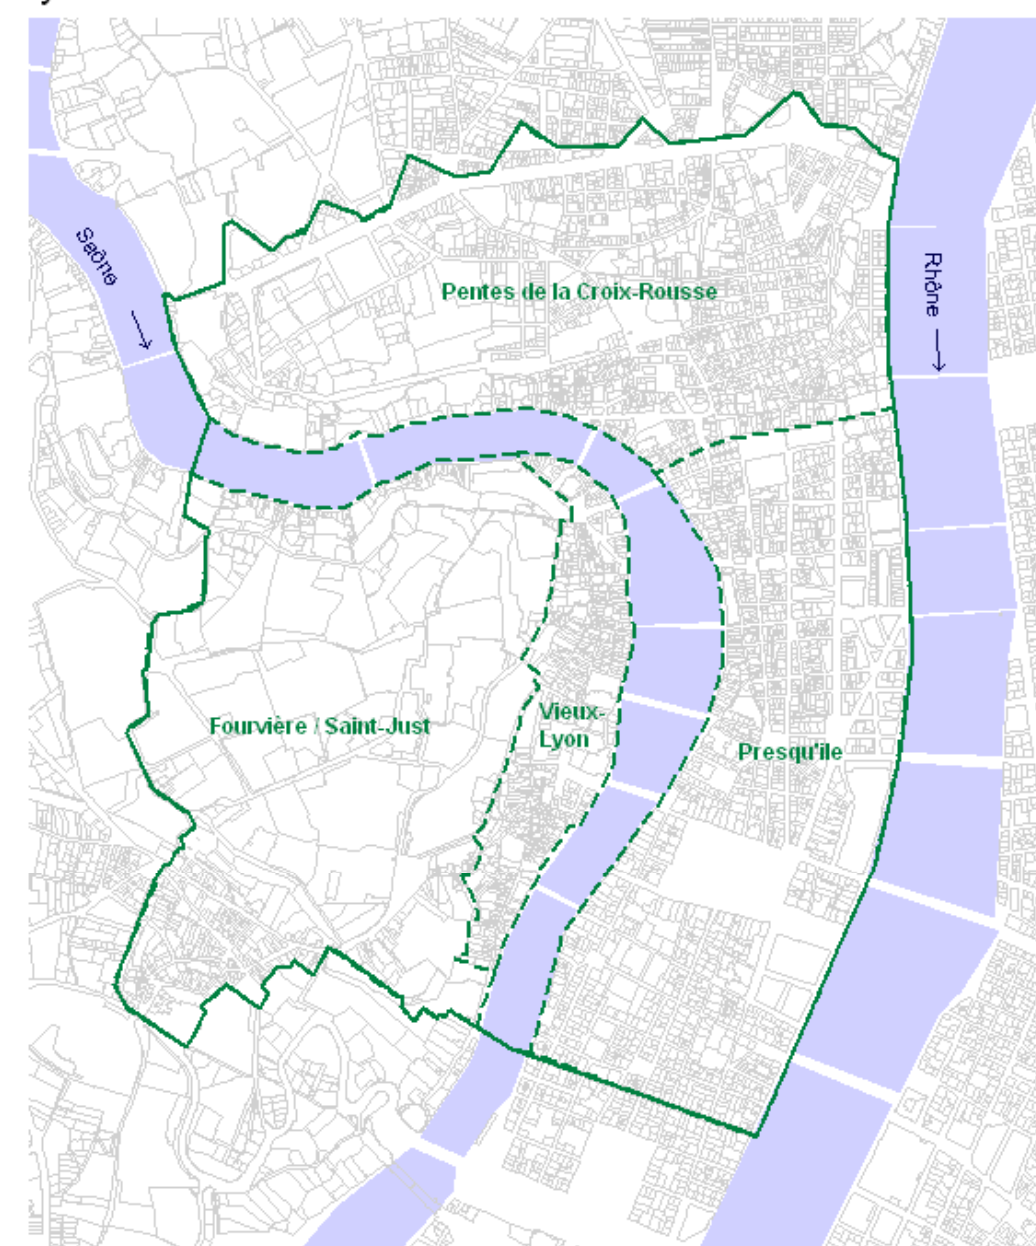 Saône
Rhône
Pentes de la Croix-Rousse
Fourvière / Saint-Just
Vieux-
Lyon
Presqu'ile